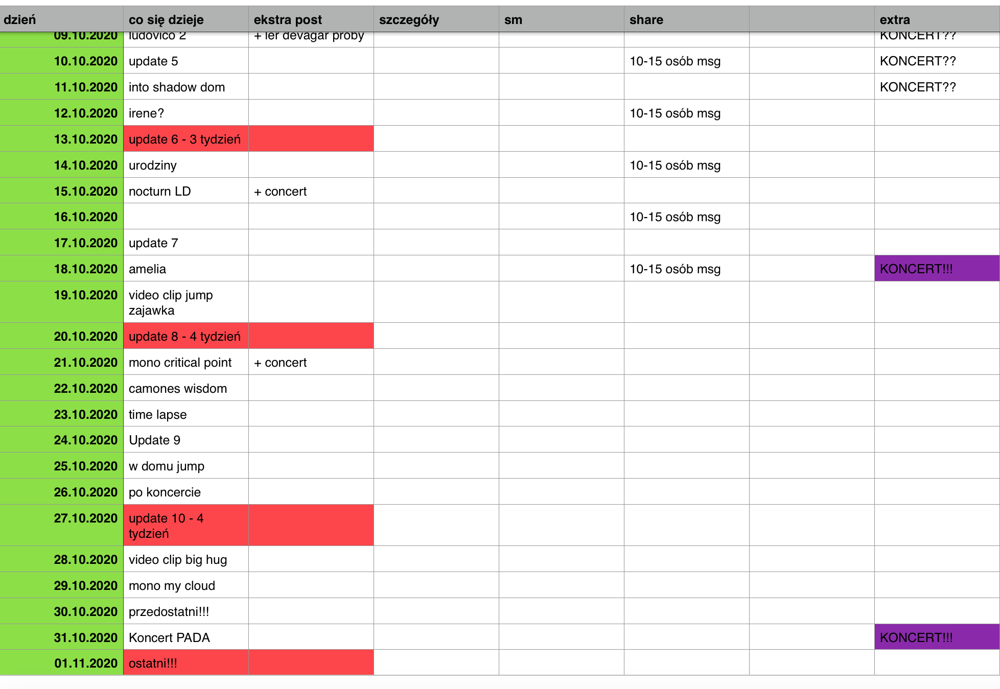 dzień co się dzieje ekstra post szczegóły sm share extra
09.10.2020 ludovico 2 + ler devagar próby KONCERT??
10.10.2020 update 5 10-15 osób msg KONCERT??
11.10.2020 into shadow dom KONCERT??
12.10.2020 irene? 10-15 osób msg
13.10.2020 update 6 - 3 tydzień
14.10.2020 urodziny 10-15 osób msg
15.10.2020 nocturn LD + concert
16.10.2020 10-15 osób msg
17.10.2020 update 7
18.10.2020 amelia 10-15 osób msg KONCERT!!!
19.10.2020 video clip jump
zajawka
20.10.2020 update 8 - 4 tydzień
21.10.2020 mono critical point + concert
22.10.2020 camones wisdom
23.10.2020 time lapse
24.10.2020 Update 9
25.10.2020 w domu jump
26.10.2020 po koncercie
27.10.2020 update 10 - 4
tydzień
28.10.2020 video clip big hug
29.10.2020 mono my cloud
30.10.2020 przedostatni!!!
31.10.2020 Koncert PADA KONCERT!!!
01.11.2020 ostatni!!!